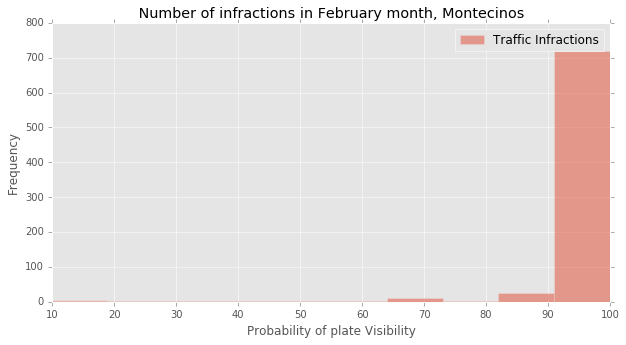 Number of infractions in February month, Montecinos
Traffic Infractions
Frequency
800
700
600
500
400
300
200
100
0
10 20 30 40 50 60 70 80 90 100
Probability of plate Visibility